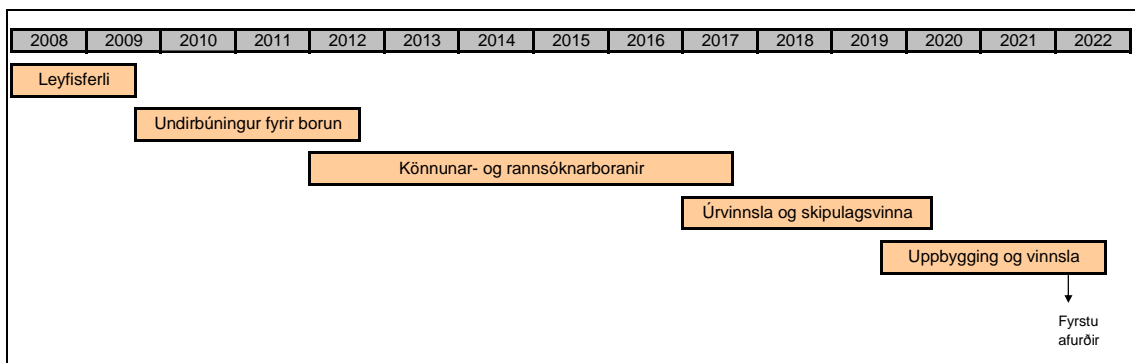 2008 2009 2010 2011 2012 2013 2014 2015 2016 2017 2018 2019 2020 2021 2022
Leyfisferli
Undirbúningur fyrir borun
Könnunar- og rannsóknarboranir
Úrvinnsla og skipulagsvinna
Uppbygging og vinnsla
Fyrstu
afurðir